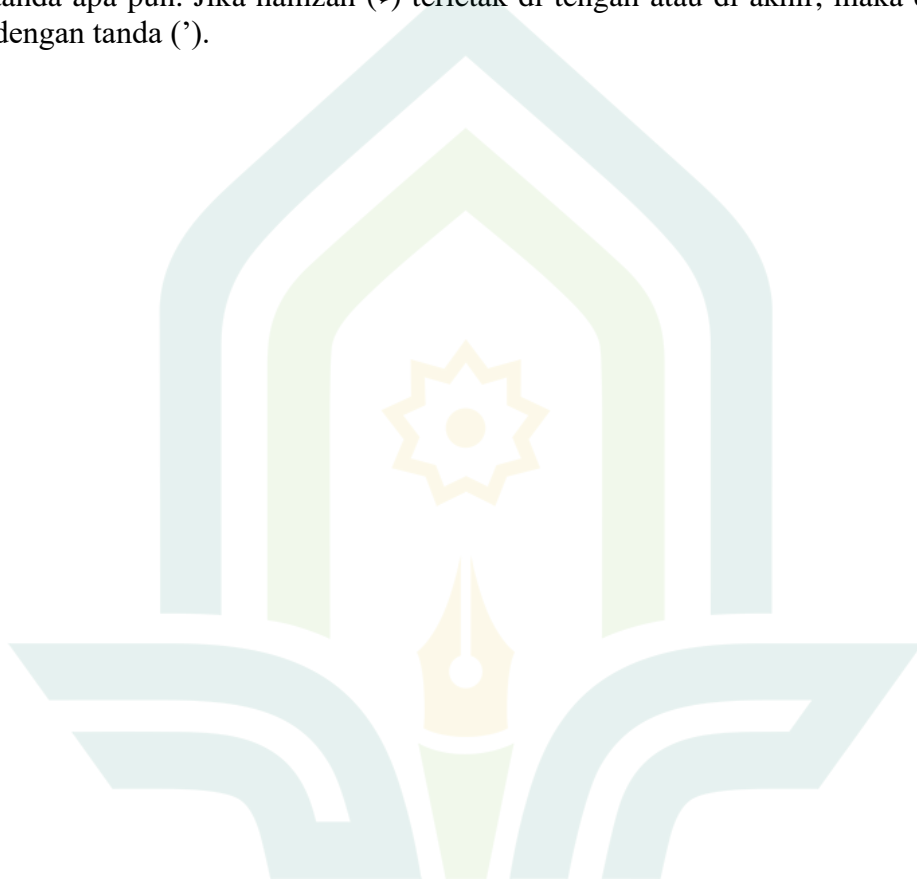 tanda apa pun. Jika hamzah (ء) terletak di tengah atau di akhir, maka
dengan tanda (’).